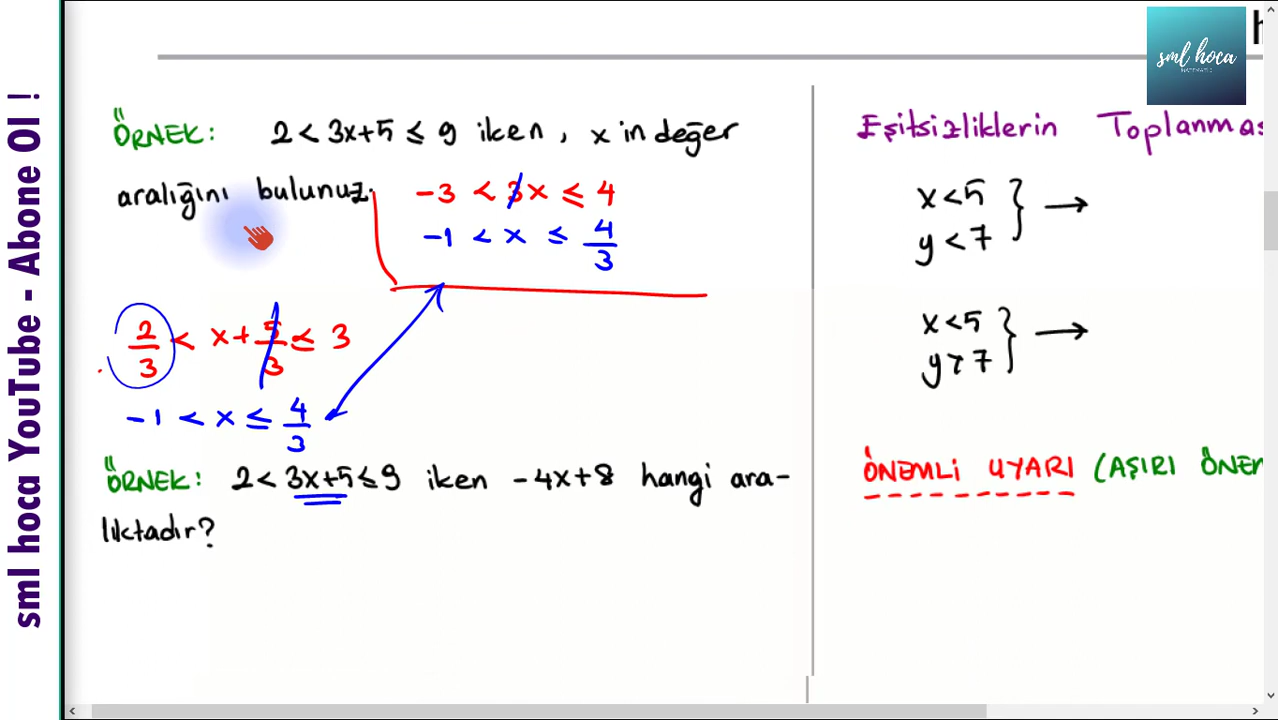 sml hoca YouTube - Abone Ol !
sml hoca
ÖRNEK: 2 < 3x+5 ≤ 9 iken, x in değer
aralığını bulunuz.
-3 < 3x ≤ 4
-1 < x ≤ 4/3
2/3 < x + 5/3 ≤ 3
-1 < x ≤ 4/3
ÖRNEK: 2 < 3x+5 ≤ 9 iken -4x+8 hangi ara-
lıktadır?
Eşitsizliklerin Toplanmas
x < 5
y < 7 } →
x < 5
y > 7 } →
ÖNEMLİ UYARI (AŞIRI ÖNEM